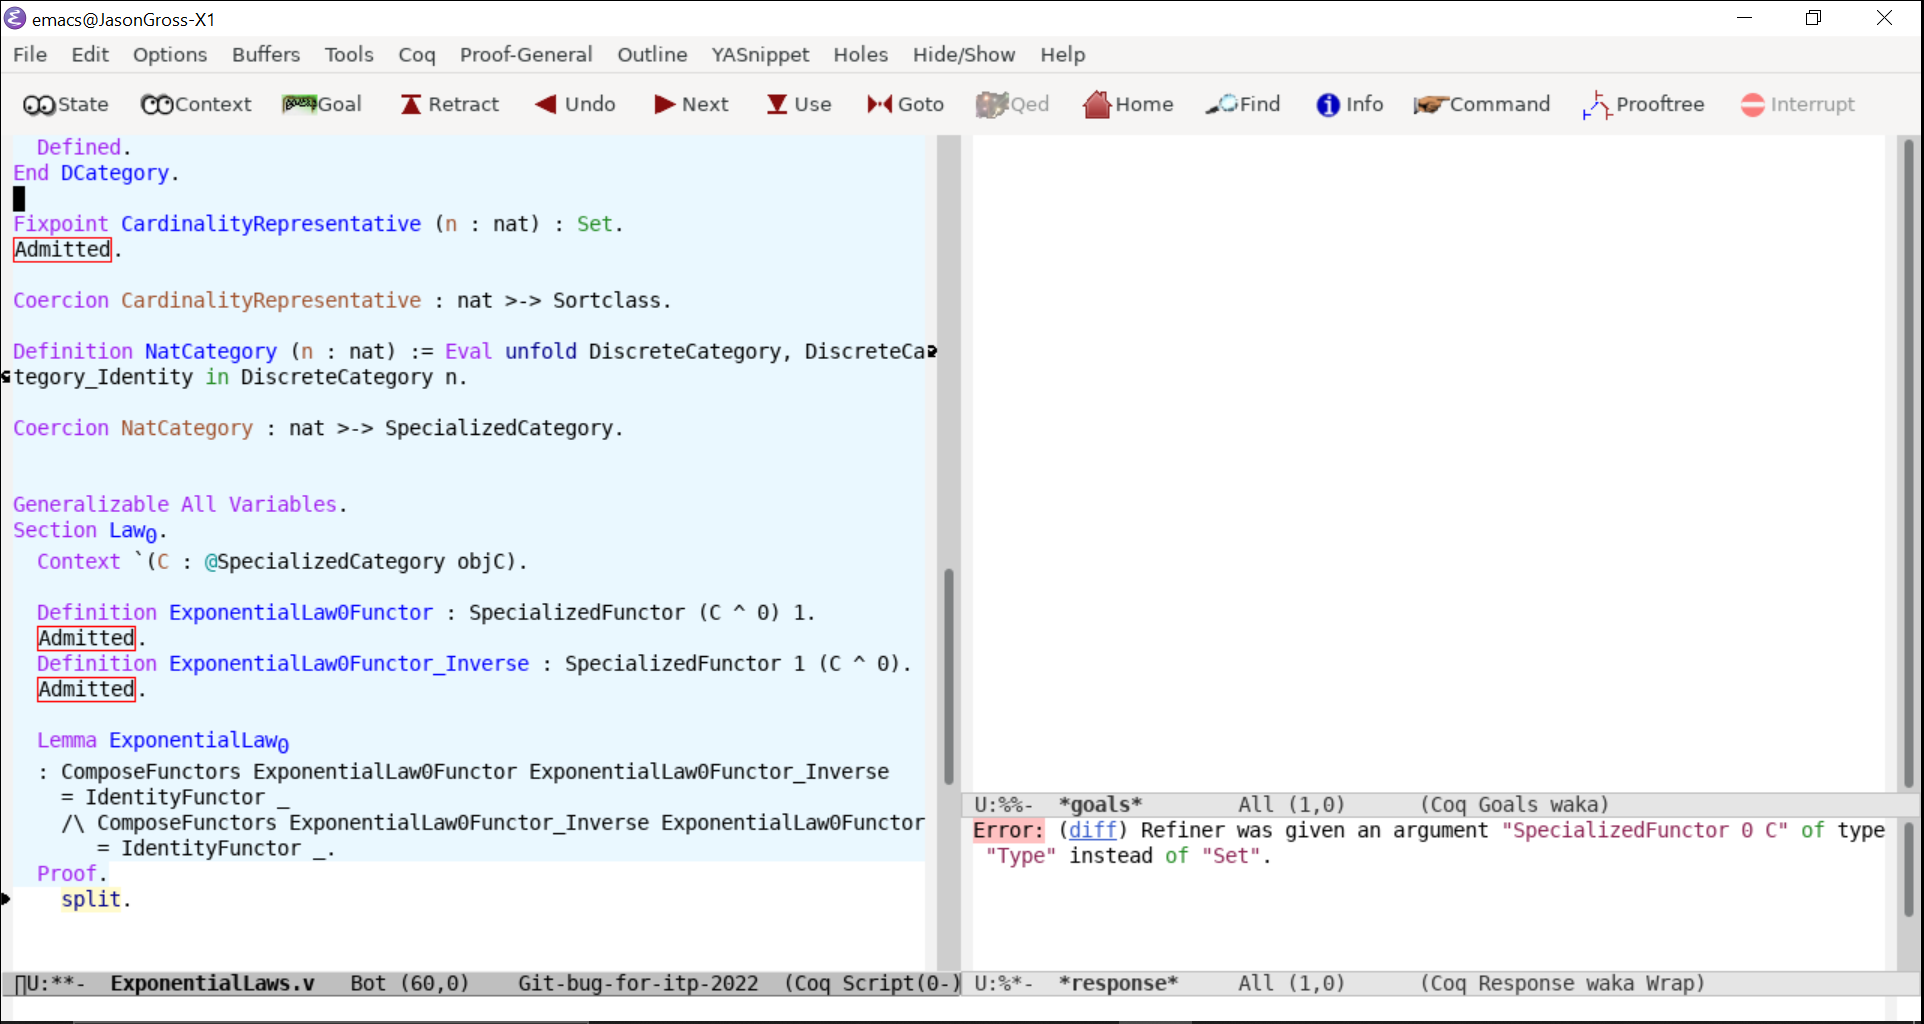 emacs@JasonGross-X1
File Edit Options Buffers Tools Coq Proof-General Outline YASnippet Holes Hide/Show Help
State Context Goal Retract Undo Next Use Goto Qed Home Find Info Command Prooftree Interrupt
Defined.
End DCategory.
Fixpoint CardinalityRepresentative (n : nat) : Set.
Admitted.
Coercion CardinalityRepresentative : nat >-> Sortclass.
Definition NatCategory (n : nat) := Eval unfold DiscreteCategory, DiscreteCa
tegory_Identity in DiscreteCategory n.
Coercion NatCategory : nat >-> SpecializedCategory.
Generalizable All Variables.
Section Law₀.
Context `(C : @SpecializedCategory objC).
Definition ExponentialLaw0Functor : SpecializedFunctor (C ^ 0) 1.
Admitted.
Definition ExponentialLaw0Functor_Inverse : SpecializedFunctor 1 (C ^ 0).
Admitted.
Lemma ExponentialLaw₀
: ComposeFunctors ExponentialLaw0Functor ExponentialLaw0Functor_Inverse
= IdentityFunctor _
/\ ComposeFunctors ExponentialLaw0Functor_Inverse ExponentialLaw0Functor
= IdentityFunctor _.
Proof.
split.
U:**- ExponentialLaws.v Bot (60,0) Git-bug-for-itp-2022 (Coq Script(0-)
U:%%- *goals* All (1,0) (Coq Goals waka)
Error: (diff) Refiner was given an argument "SpecializedFunctor 0 C" of type
"Type" instead of "Set".
U:%*- *response* All (1,0) (Coq Response waka Wrap)